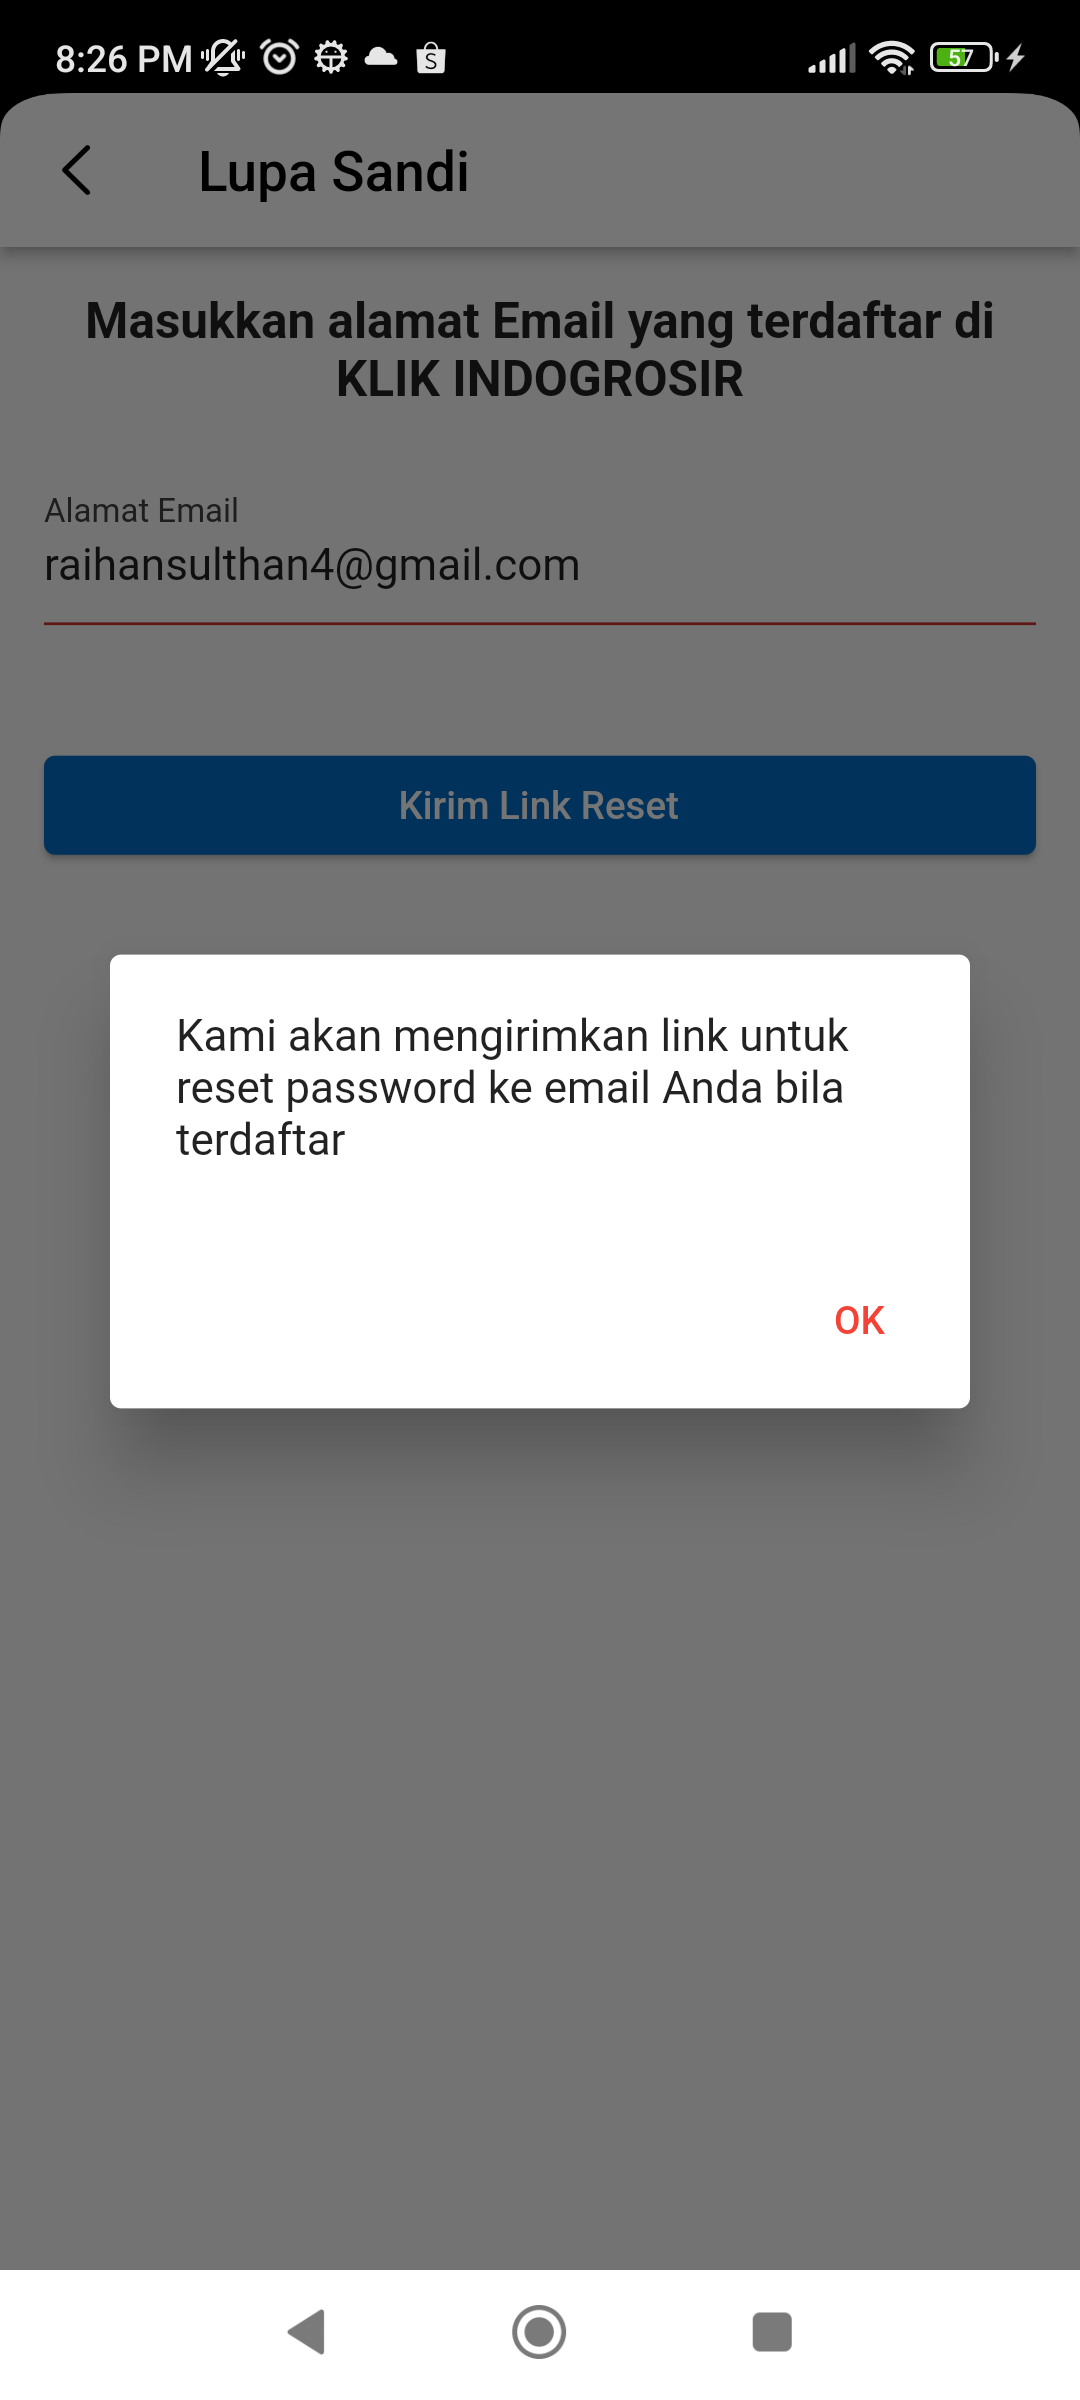 8:26 PM
57
Lupa Sandi
Masukkan alamat Email yang terdaftar di
KLIK INDOGROSIR
Alamat Email
raihansulthan4@gmail.com
Kirim Link Reset
Kami akan mengirimkan link untuk
reset password ke email Anda bila
terdaftar
OK